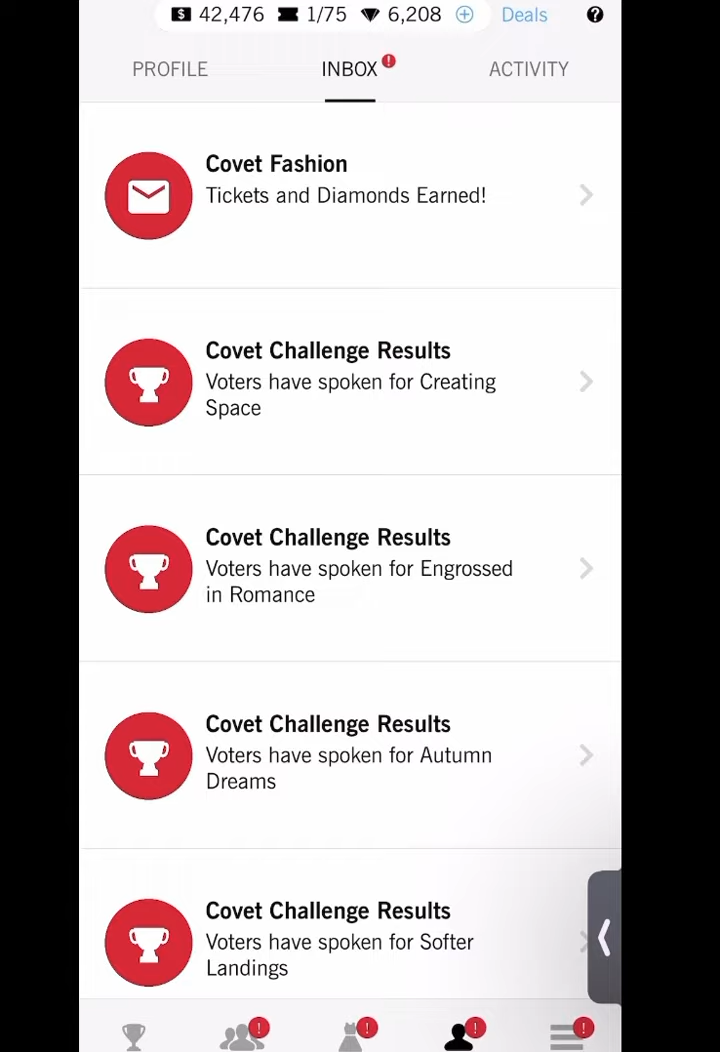 $ 42,476 1/75 6,208 + Deals ?
PROFILE INBOX ! ACTIVITY
Covet Fashion
Tickets and Diamonds Earned!
Covet Challenge Results
Voters have spoken for Creating
Space
Covet Challenge Results
Voters have spoken for Engrossed
in Romance
Covet Challenge Results
Voters have spoken for Autumn
Dreams
Covet Challenge Results
Voters have spoken for Softer
Landings
! ! ! !